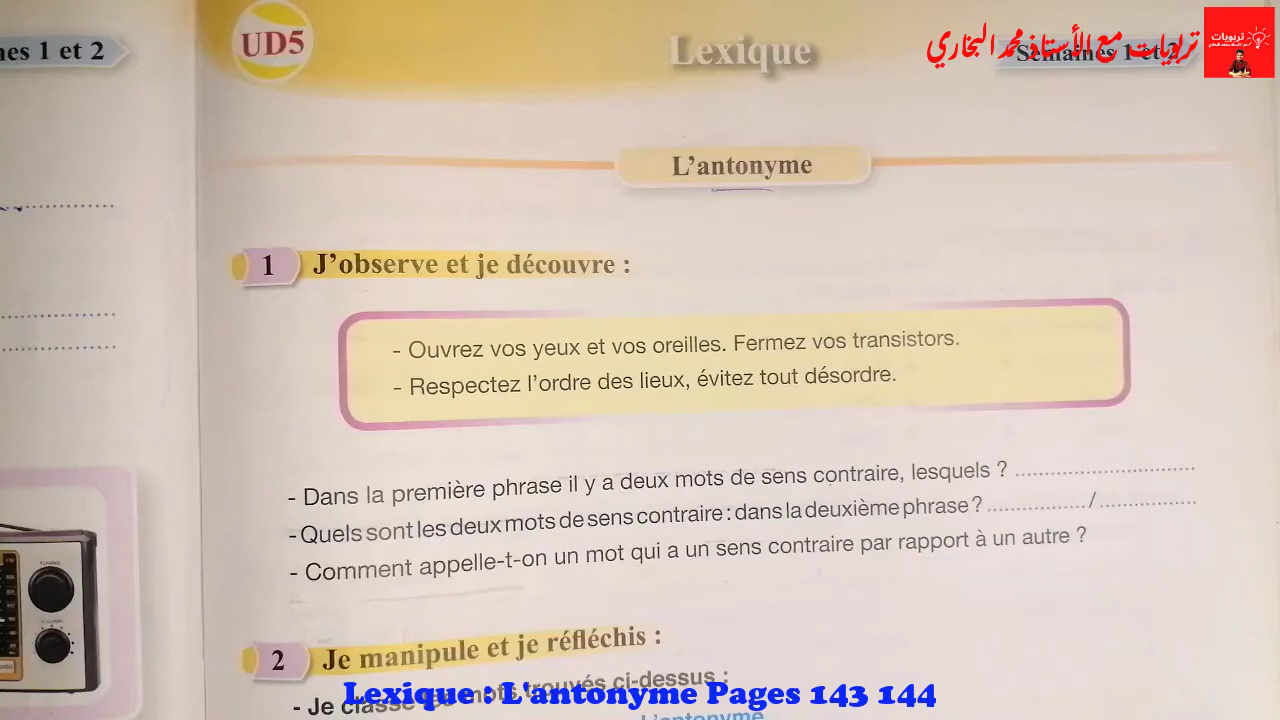 nes 1 et 2
UD5
Lexique
Semaines 1 et 2
تربويات مع الأستاذ محمد البخاري
تربويات
L'antonyme
1 J'observe et je découvre :
- Ouvrez vos yeux et vos oreilles. Fermez vos transistors.
- Respectez l'ordre des lieux, évitez tout désordre.
- Dans la première phrase il y a deux mots de sens contraire, lesquels ? ..............................
- Quels sont les deux mots de sens contraire : dans la deuxième phrase ? ................. / .................
- Comment appelle-t-on un mot qui a un sens contraire par rapport à un autre ?
2 Je manipule et je réfléchis :
- Je classe les mots trouvés ci-dessus :
L'antonyme
Lexique : L'antonyme Pages 143 144